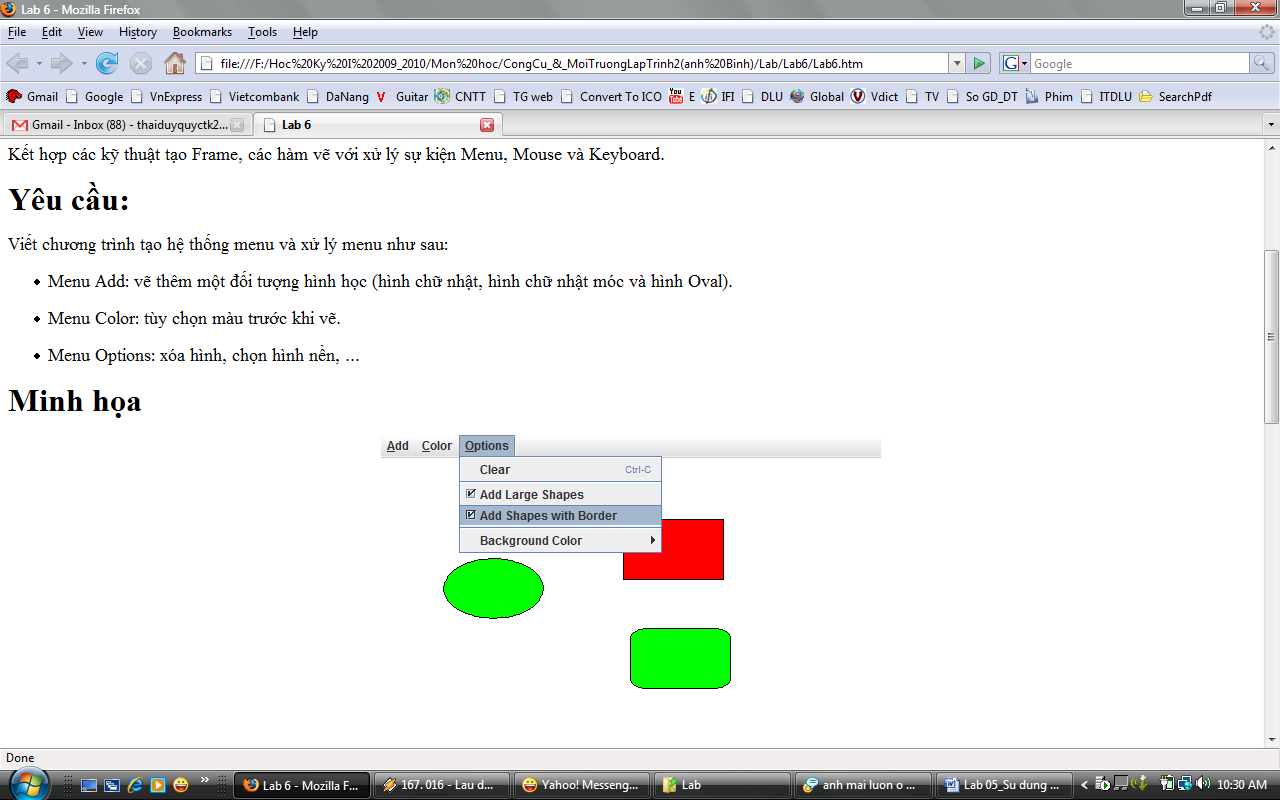 Lab 6 - Mozilla Firefox
File Edit View History Bookmarks Tools Help
file:///F:/Hoc%20Ky%20I%202009_2010/Mon%20hoc/CongCu_&_MoiTruongLapTrinh2(anh%20Binh)/Lab/Lab6/Lab6.htm
G Google
Gmail Google VnExpress Vietcombank DaNang V Guitar CNTT TG web Convert To ICO You Tube E IFI DLU Global Vdict TV So GD_DT Phim ITDLU SearchPdf
Gmail - Inbox (88) - thaiduyquyctk2... Lab 6
Kết hợp các kỹ thuật tạo Frame, các hàm vẽ với xử lý sự kiện Menu, Mouse và Keyboard.
Yêu cầu:
Viết chương trình tạo hệ thống menu và xử lý menu như sau:
• Menu Add: vẽ thêm một đối tượng hình học (hình chữ nhật, hình chữ nhật móc và hình Oval).
• Menu Color: tùy chọn màu trước khi vẽ.
• Menu Options: xóa hình, chọn hình nền, ...
Minh họa
Add Color Options
Clear Ctrl-C
Add Large Shapes
Add Shapes with Border
Background Color
Done
Lab 6 - Mozilla F... 167. 016 - Lau d... Yahoo! Messeng... Lab anh mai luon o ... Lab 05_Su dung ... 10:30 AM